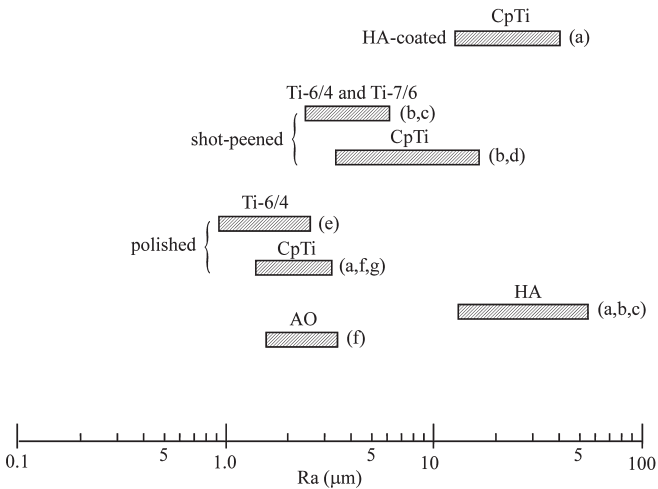 CpTi
HA-coated (a)
Ti-6/4 and Ti-7/6
(b,c)
shot-peened
CpTi
(b,d)
Ti-6/4
(e)
polished
CpTi
(a,f,g)
HA
(a,b,c)
AO
(f)
0.1 5 1.0 5 10 5 100
Ra (μm)